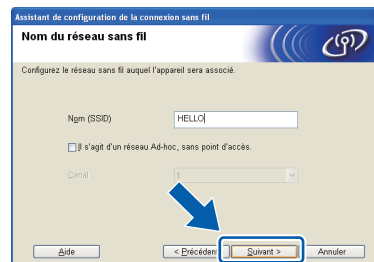 Assistant de configuration de la connexion sans fil
Nom du réseau sans fil
Configurez le réseau sans fil auquel l'appareil sera associé.
Nom (SSID) HELLO
Il s'agit d'un réseau Ad-hoc, sans point d'accès.
Canal 1
Aide < Précédent Suivant > Annuler